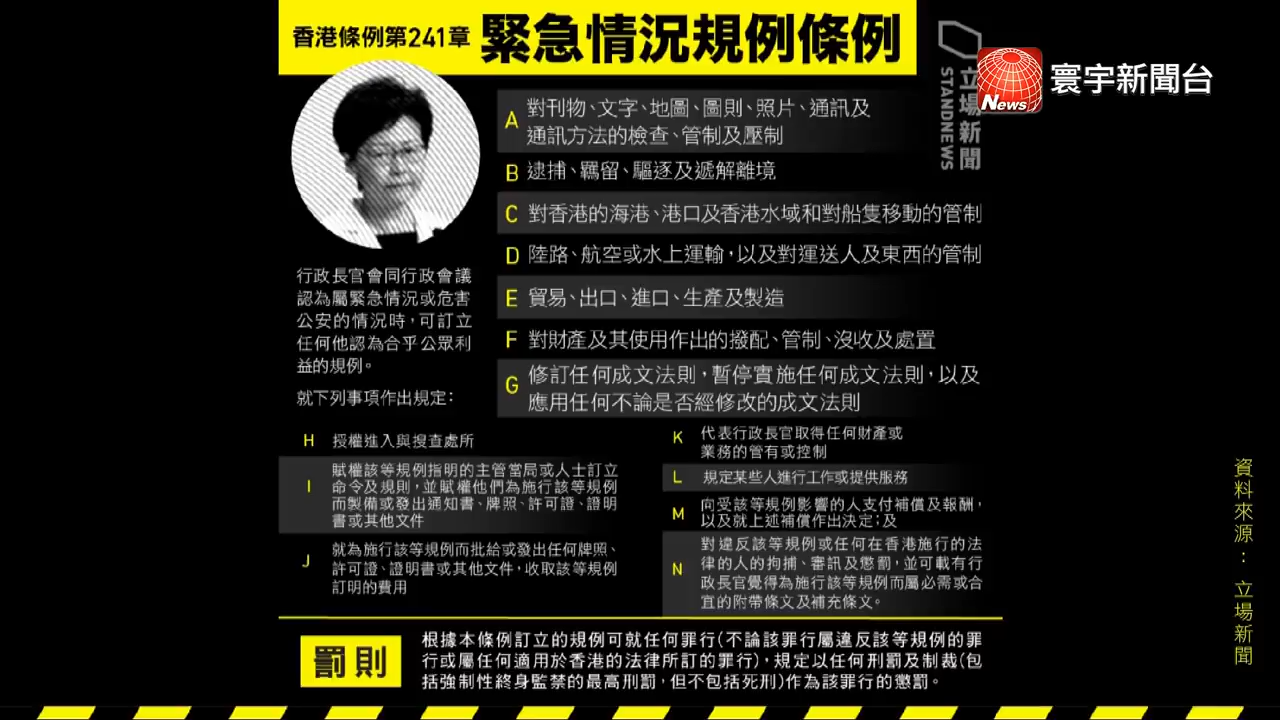 香港條例第241章 緊急情況規例條例
立場新聞
STANDNEWS
News 寰宇新聞台
行政長官會同行政會議
認為屬緊急情況或危害
公安的情況時，可訂立
任何他認為合乎公眾利
益的規例。
就下列事項作出規定：
A 對刊物、文字、地圖、圖則、照片、通訊及
通訊方法的檢查、管制及壓制
B 逮捕、羈留、驅逐及遞解離境
C 對香港的海港、港口及香港水域和對船隻移動的管制
D 陸路、航空或水上運輸，以及對運送人及東西的管制
E 貿易、出口、進口、生產及製造
F 對財產及其使用作出的撥配、管制、沒收及處置
G 修訂任何成文法則，暫停實施任何成文法則，以及
應用任何不論是否經修改的成文法則
H 授權進入與搜查處所
I 賦權該等規例指明的主管當局或人士訂立
命令及規則，並賦權他們為施行該等規例
而製備或發出通知書、牌照、許可證、證明
書或其他文件
J 就為施行該等規例而批給或發出任何牌照、
許可證、證明書或其他文件，收取該等規例
訂明的費用
K 代表行政長官取得任何財產或
業務的管有或控制
L 規定某些人進行工作或提供服務
M 向受該等規例影響的人支付補償及報酬，
以及就上述補償作出決定；及
N 對違反該等規例或任何在香港施行的法
律的人的拘捕、審訊及懲罰，並可載有行
政長官覺得為施行該等規例而屬必需或合
宜的附帶條文及補充條文。
罰則
根據本條例訂立的規例可就任何罪行（不論該罪行屬違反該等規例的罪
行或屬任何適用於香港的法律所訂的罪行），規定以任何刑罰及制裁（包
括強制性終身監禁的最高刑罰，但不包括死刑）作為該罪行的懲罰。
資料來源：立場新聞